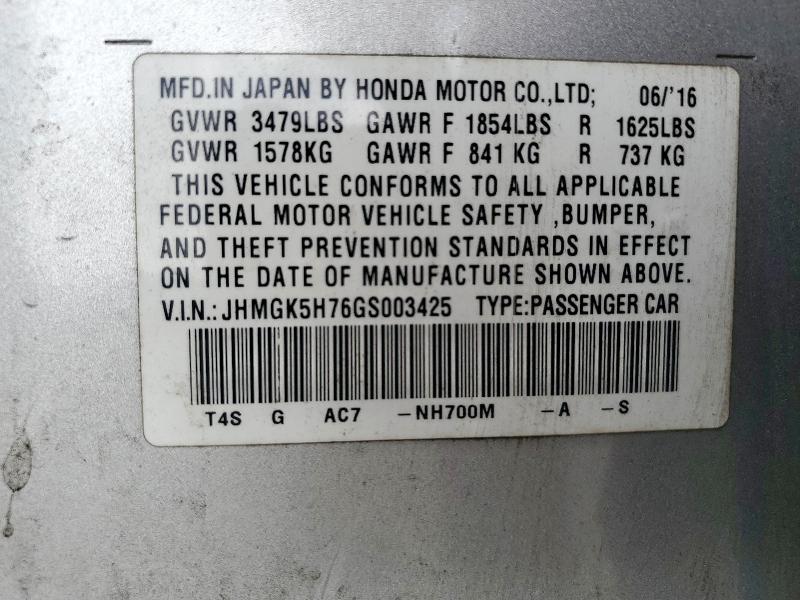 MFD.IN JAPAN BY HONDA MOTOR CO.,LTD; 06/'16
GVWR 3479LBS GAWR F 1854LBS R 1625LBS
GVWR 1578KG GAWR F 841 KG R 737 KG
THIS VEHICLE CONFORMS TO ALL APPLICABLE
FEDERAL MOTOR VEHICLE SAFETY ,BUMPER,
AND THEFT PREVENTION STANDARDS IN EFFECT
ON THE DATE OF MANUFACTURE SHOWN ABOVE.
V.I.N.: JHMGK5H76GS003425 TYPE:PASSENGER CAR
T4S G AC7 -NH700M -A -S